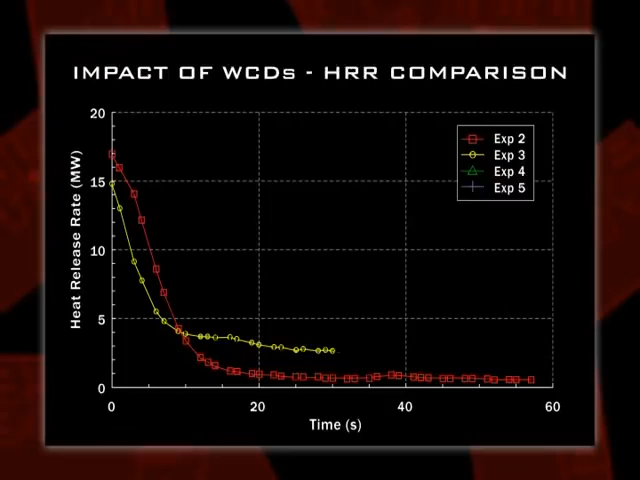 IMPACT OF WCDs - HRR COMPARISON
20
15
10
5
0
Heat Release Rate (MW)
Exp 2
Exp 3
Exp 4
Exp 5
0 20 40 60
Time (s)